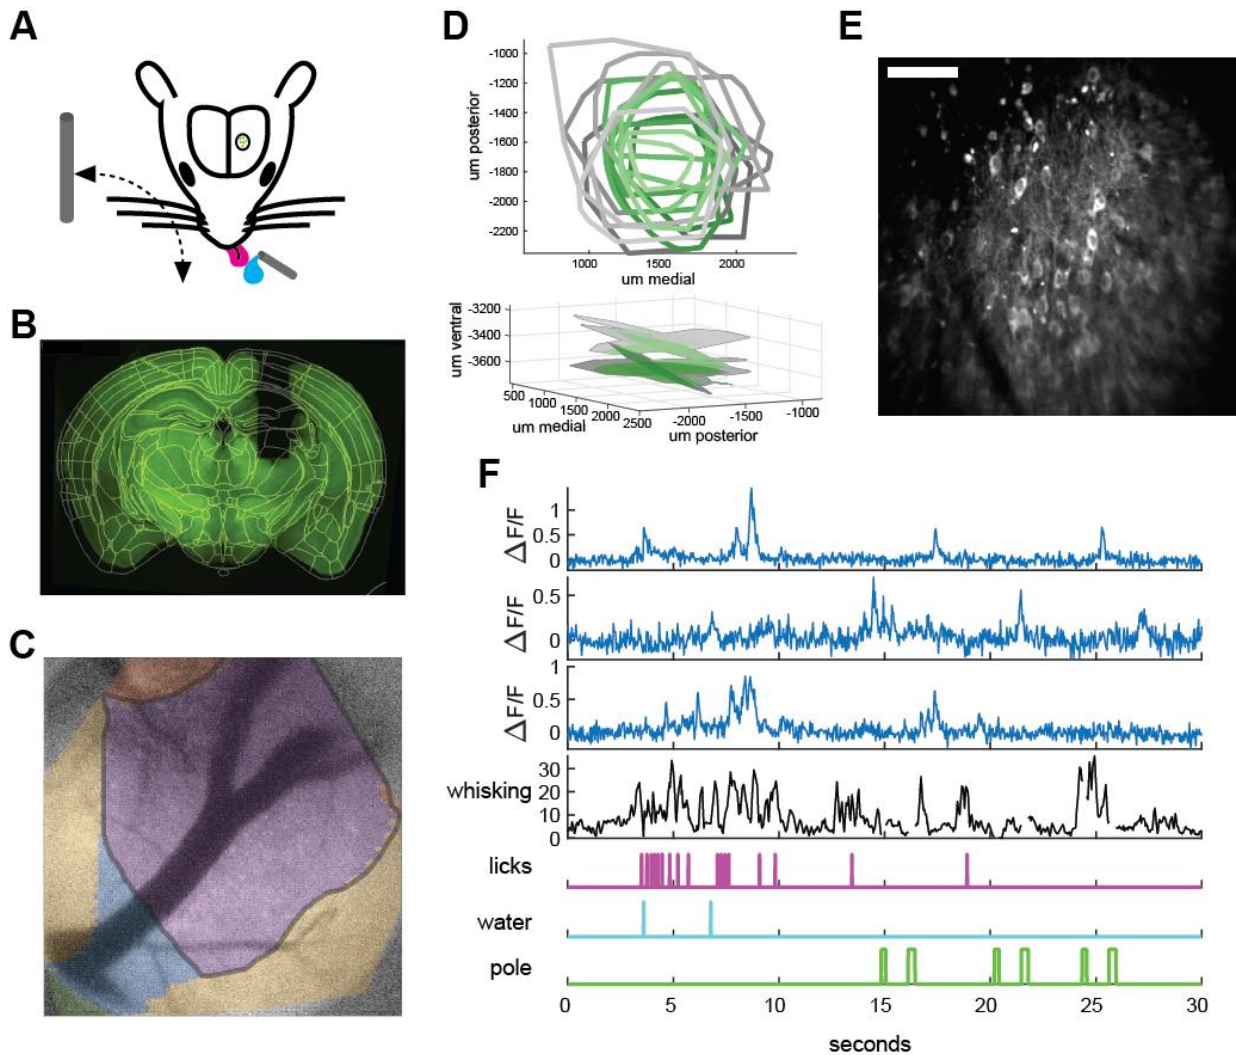 A
B
C
D
um posterior
-1000
-1200
-1400
-1600
-1800
-2000
-2200
1000
1500
2000
um medial
um ventral
-3200
-3400
-3600
500
1000
1500
2000
2500
um medial
-2000
-1500
-1000
um posterior
E
F
ΔF/F
1
0.5
0
ΔF/F
0.5
0
ΔF/F
1
0.5
0
whisking
30
20
10
0
licks
water
pole
0 5 10 15 20 25 30
seconds